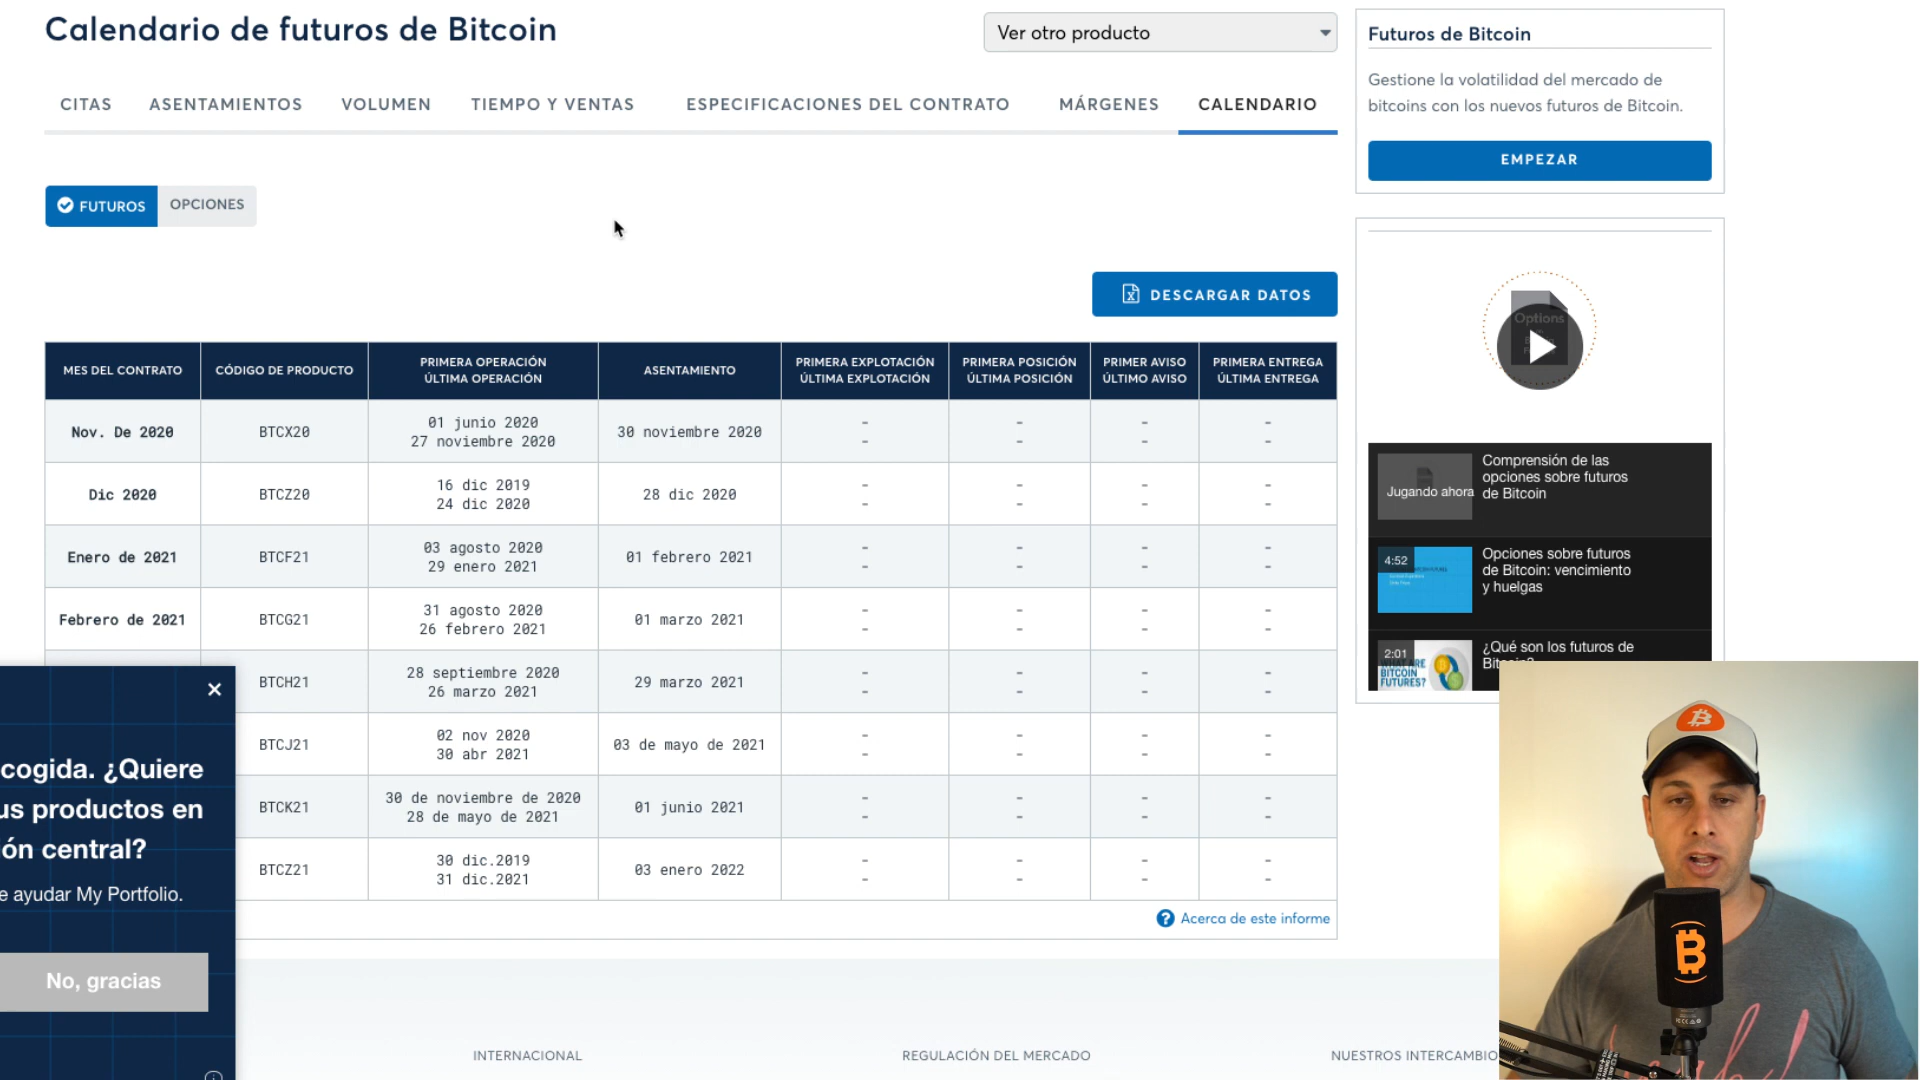 Calendario de futuros de Bitcoin
Ver otro producto
CITAS
ASENTAMIENTOS
VOLUMEN
TIEMPO Y VENTAS
ESPECIFICACIONES DEL CONTRATO
MÁRGENES
CALENDARIO
FUTUROS
OPCIONES
DESCARGAR DATOS
MES DEL CONTRATO
CÓDIGO DE PRODUCTO
PRIMERA OPERACIÓN
ÚLTIMA OPERACIÓN
ASENTAMIENTO
PRIMERA EXPLOTACIÓN
ÚLTIMA EXPLOTACIÓN
PRIMERA POSICIÓN
ÚLTIMA POSICIÓN
PRIMER AVISO
ÚLTIMO AVISO
PRIMERA ENTREGA
ÚLTIMA ENTREGA
Nov. De 2020
BTCX20
01 junio 2020
27 noviembre 2020
30 noviembre 2020
- - - -
- - - -
Dic 2020
BTCZ20
16 dic 2019
24 dic 2020
28 dic 2020
- - - -
- - - -
Enero de 2021
BTCF21
03 agosto 2020
29 enero 2021
01 febrero 2021
- - - -
- - - -
Febrero de 2021
BTCG21
31 agosto 2020
26 febrero 2021
01 marzo 2021
- - - -
- - - -
BTCH21
28 septiembre 2020
26 marzo 2021
29 marzo 2021
- - - -
- - - -
BTCJ21
02 nov 2020
30 abr 2021
03 de mayo de 2021
- - - -
- - - -
BTCK21
30 de noviembre de 2020
28 de mayo de 2021
01 junio 2021
- - - -
- - - -
BTCZ21
30 dic.2019
31 dic.2021
03 enero 2022
- - - -
- - - -
Acerca de este informe
cogida. ¿Quiere
us productos en
ón central?
e ayudar My Portfolio.
No, gracias
INTERNACIONAL
REGULACIÓN DEL MERCADO
NUESTROS INTERCAMBIO
Futuros de Bitcoin
Gestione la volatilidad del mercado de
bitcoins con los nuevos futuros de Bitcoin.
EMPEZAR
Options
Jugando ahora
Comprensión de las
opciones sobre futuros
de Bitcoin
4:52
Opciones sobre futuros
de Bitcoin: vencimiento
y huelgas
2:01
WHAT ARE
BITCOIN
FUTURES?
¿Qué son los futuros de
Bitcoin?